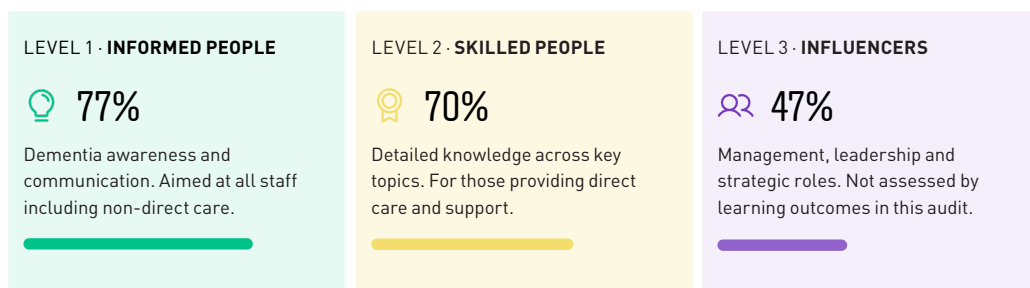 LEVEL 1 · INFORMED PEOPLE
77%
Dementia awareness and
communication. Aimed at all staff
including non-direct care.
LEVEL 2 · SKILLED PEOPLE
70%
Detailed knowledge across key
topics. For those providing direct
care and support.
LEVEL 3 · INFLUENCERS
47%
Management, leadership and
strategic roles. Not assessed by
learning outcomes in this audit.